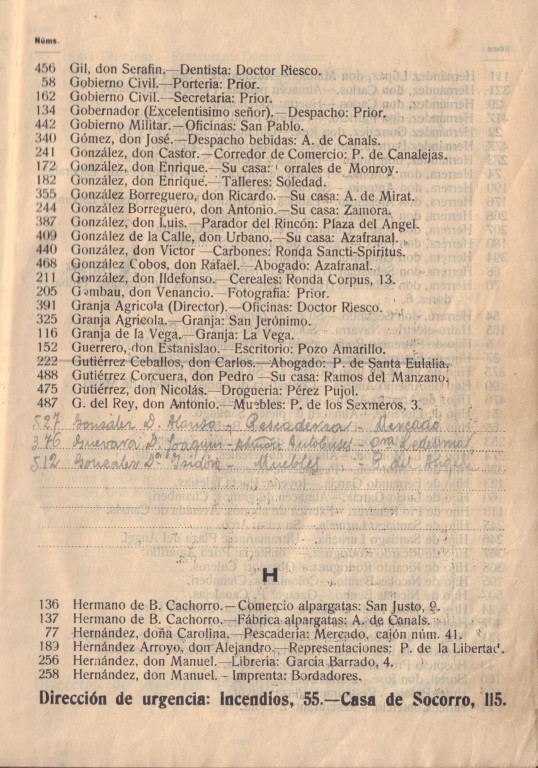 Núms.
456 Gil, don Serafín.—Dentista: Doctor Riesco.
58 Gobierno Civil.—Portería: Prior.
162 Gobierno Civil.—Secretaría: Prior.
134 Gobernador (Excelentísimo señor).—Despacho: Prior.
442 Gobierno Militar.—Oficinas: San Pablo.
340 Gómez, don José.—Despacho bebidas: A. de Canals.
241 González, don Castor.—Corredor de Comercio: P. de Canalejas.
172 González, don Enrique.—Su casa: Corrales de Monroy.
182 González, don Enrique.—Talleres: Soledad.
355 González Borreguero, don Ricardo.—Su casa: A. de Mirat.
244 González Borreguero, don Antonio.—Su casa: Zamora.
387 González, don Luis.—Parador del Rincón: Plaza del Angel.
409 González de la Calle, don Urbano.—Su casa: Azafranal.
440 González, don Victor—Carbones: Ronda Sancti-Spíritus.
468 González Cobos, don Rafael.—Abogado: Azafranal.
211 González, don Ildefonso.—Cereales: Ronda Corpus, 13.
205 Gombau, don Venancio.—Fotografía: Prior.
391 Granja Agrícola (Director).—Oficinas: Doctor Riesco.
325 Granja Agrícola.—Granja: San Jerónimo.
116 Granja de la Vega.—Granja: La Vega.
152 Guerrero, don Estanislao.—Escritorio: Pozo Amarillo.
222 Gutiérrez Ceballos, don Carlos.—Abogado: P. de Santa Eulalia.
488 Gutiérrez Corcuera, don Pedro—Su casa: Ramos del Manzano.
475 Gutiérrez, don Nicolás.—Droguería: Pérez Pujol.
487 G. del Rey, don Antonio.—Muebles: P. de los Sexmeros, 3.
527 Gonzalez D. Alonso - Pescaderia - Mercado
376 Guevara D. Joaquin - Autobuses - Ledesma
512 Gonzalez Dª Isidora - Muebles - P. del Angel
H
136 Hermano de B. Cachorro.—Comercio alpargatas: San Justo, 9.
137 Hermano de B. Cachorro.—Fábrica alpargatas: A. de Canals.
77 Hernández, doña Carolina.—Pescadería: Mercado, cajón núm. 41.
189 Hernández Arroyo, don Alejandro.—Representaciones: P. de la Libertad.
256 Hernández, don Manuel.—Librería: García Barrado, 4.
258 Hernández, don Manuel.—Imprenta: Bordadores.
Dirección de urgencia: Incendios, 55.—Casa de Socorro, 115.